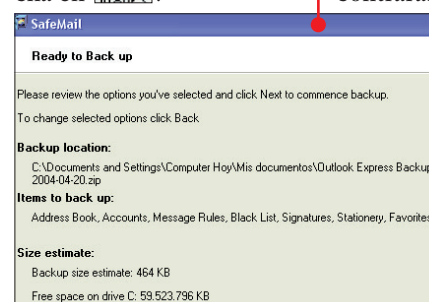 SafeMail
Ready to Back up
Please review the options you've selected and click Next to commence backup.
To change selected options click Back
Backup location:
C:\Documents and Settings\Computer Hoy\Mis documentos\Outlook Express Backup
2004-04-20.zip
Items to back up:
Address Book, Accounts, Message Rules, Black List, Signatures, Stationery, Favorites
Size estimate:
Backup size estimate: 464 KB
Free space on drive C: 59.523.796 KB